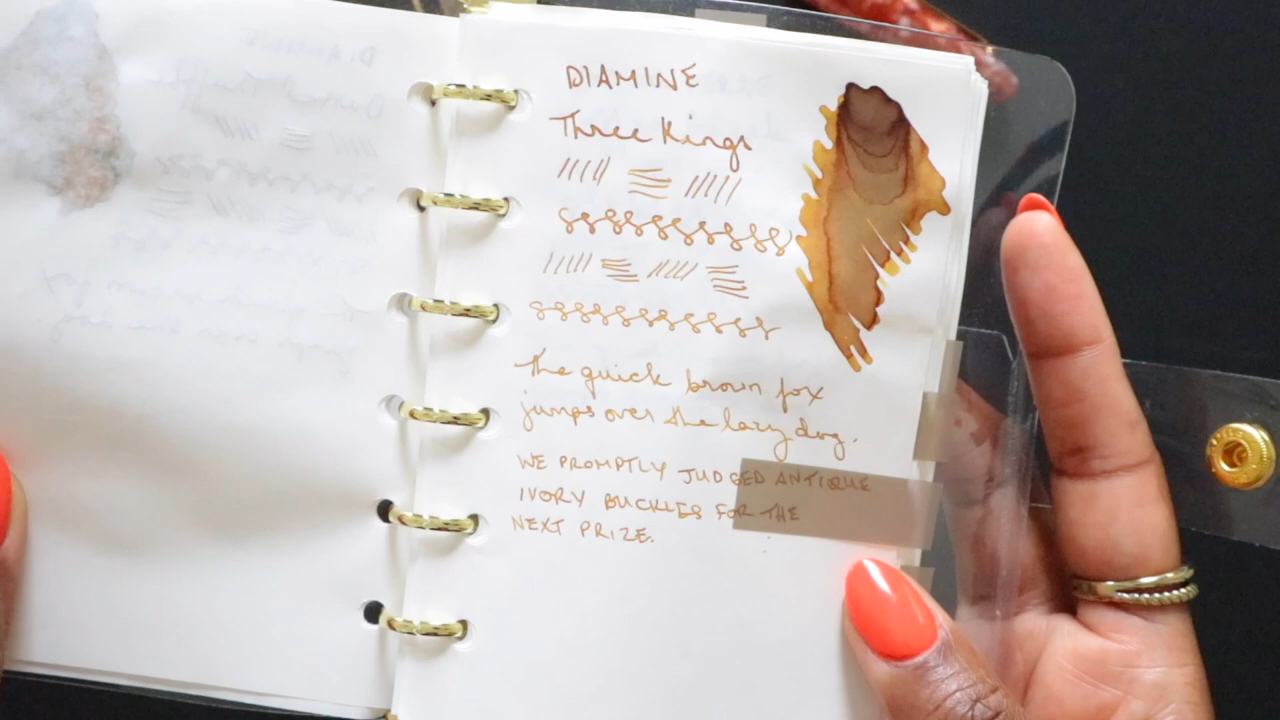 DIAMINE
Three Kings
the quick brown fox
jumps over the lazy dog.
WE PROMPTLY JUDGED ANTIQUE
IVORY BUCKLES FOR THE
NEXT PRIZE.